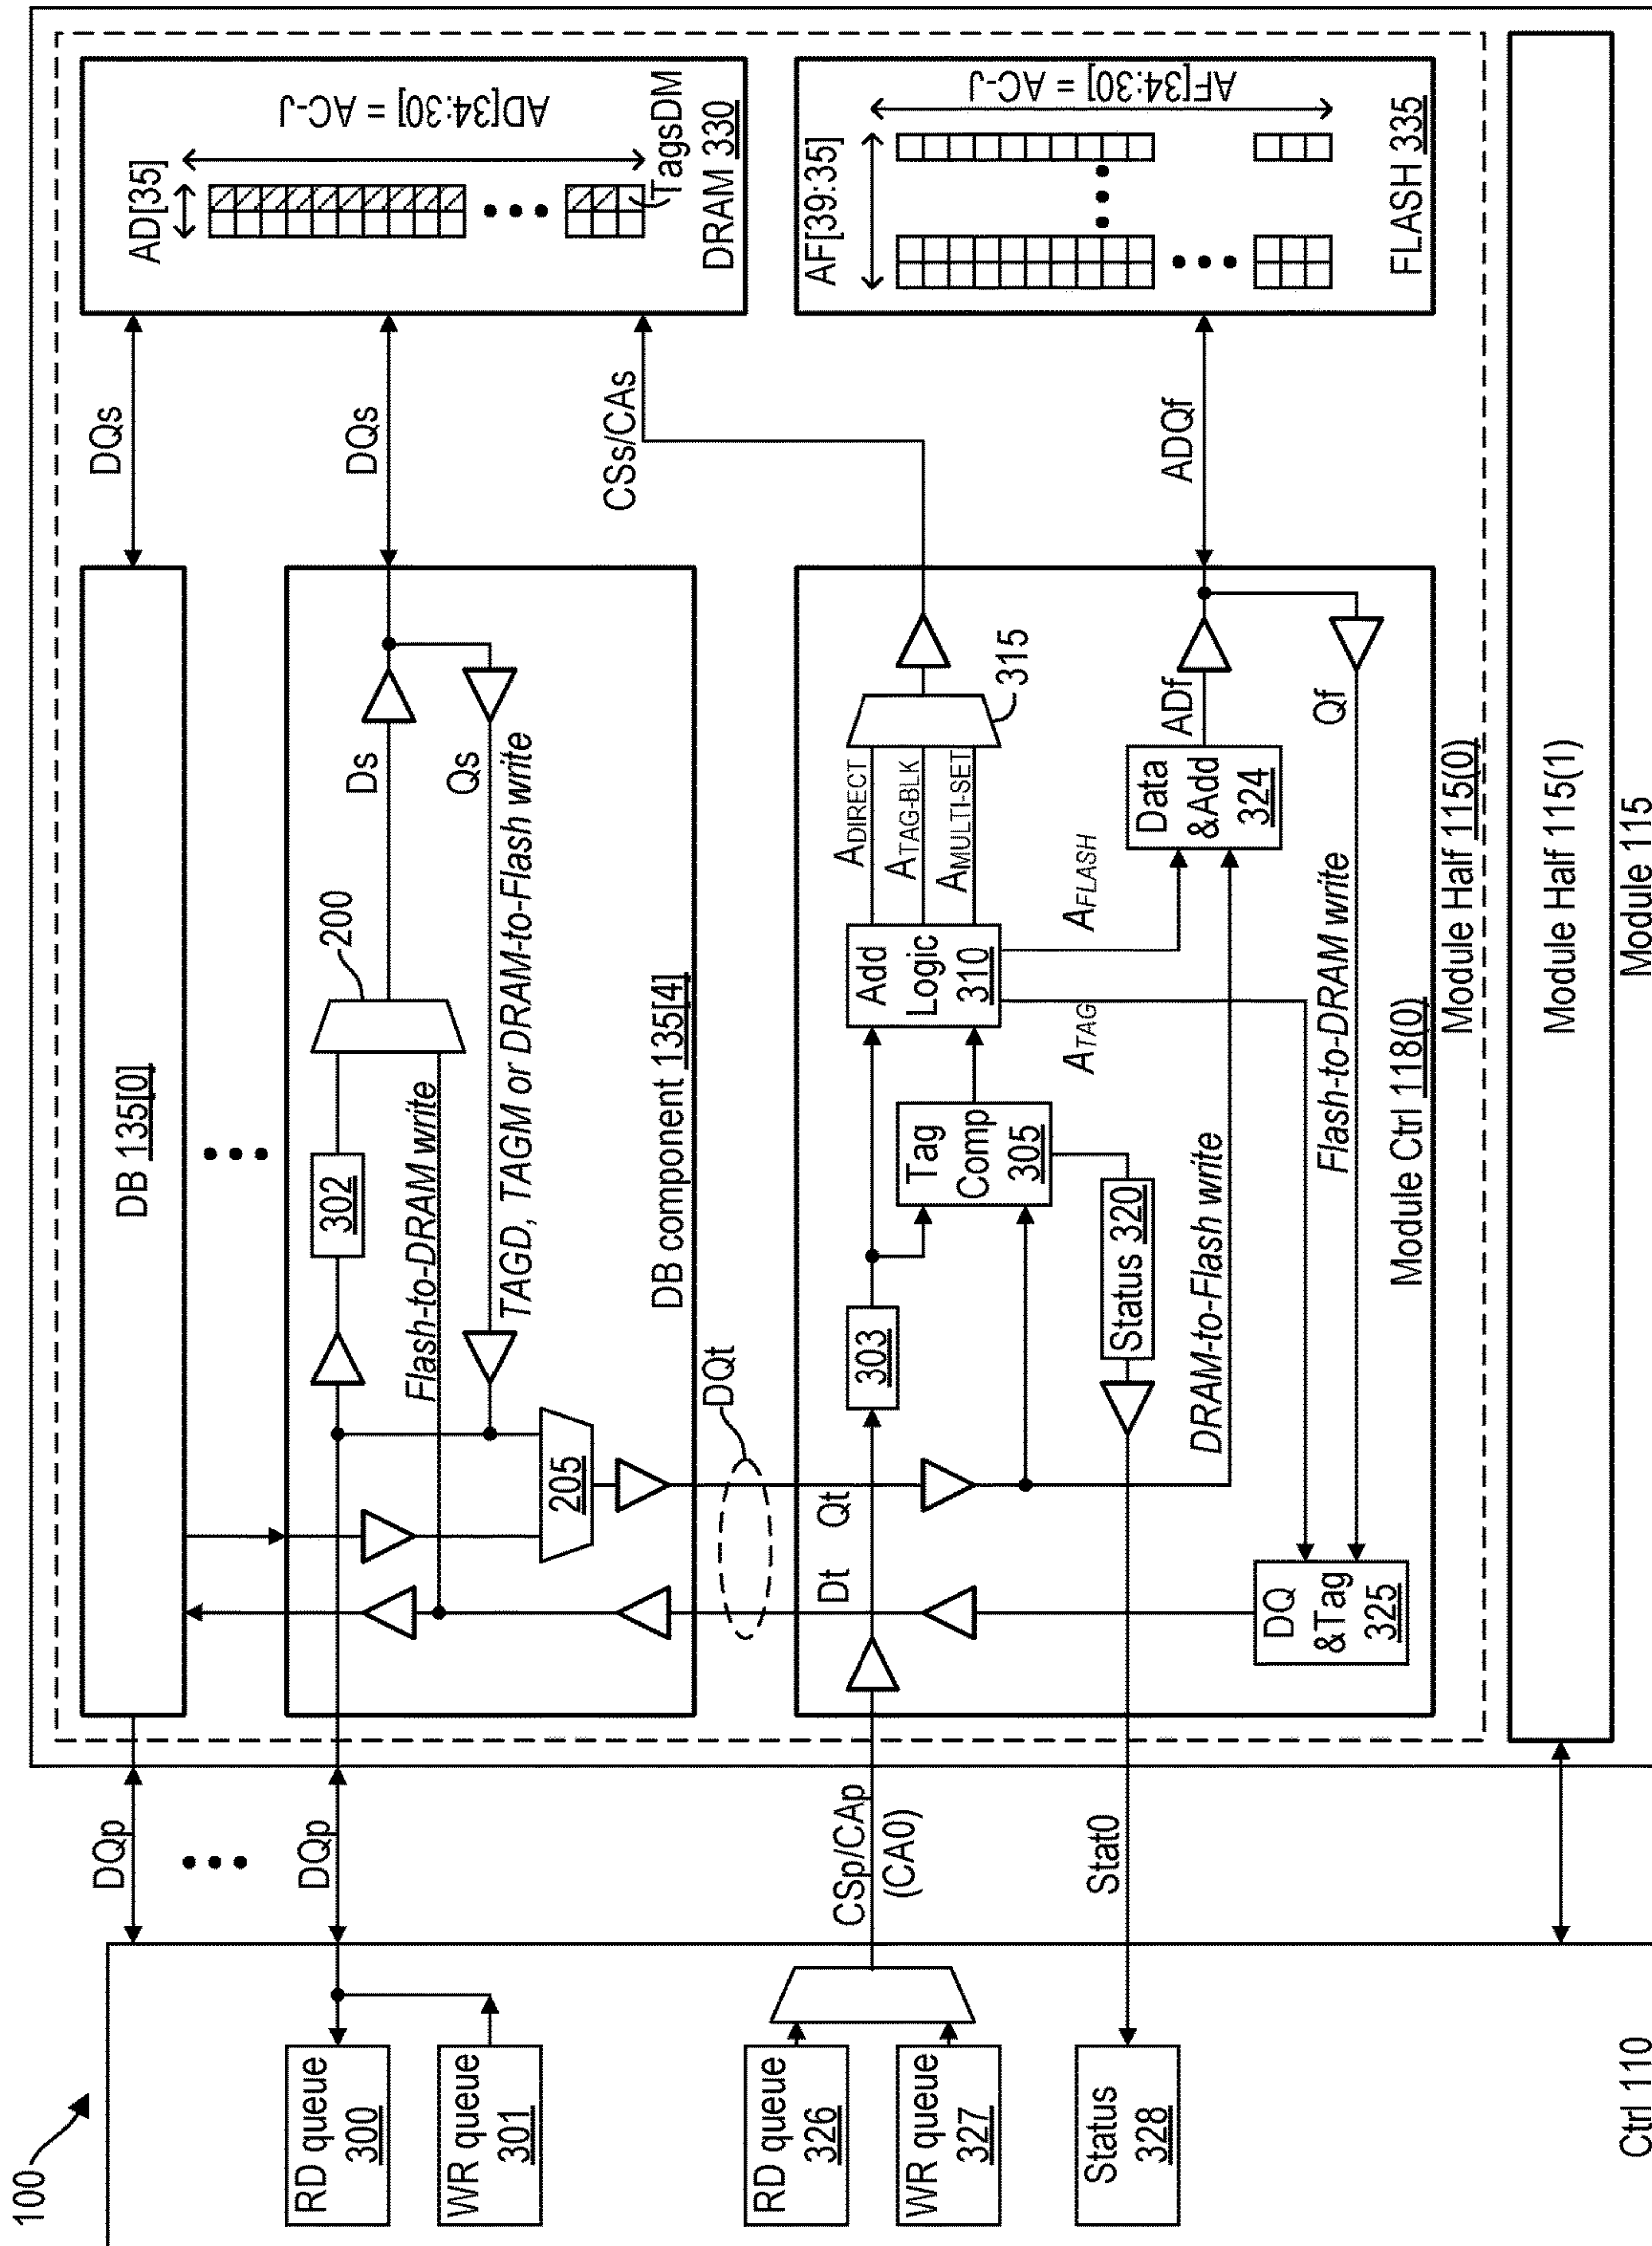 100
Ctrl 110
RD queue
300
WR queue
301
RD queue
326
WR queue
327
Status
328
DQp
DQp
CSp/CAp
(CA0)
Stat0
DB 135[0]
302
200
Flash-to-DRAM write
Ds
Qs
TAGD, TAGM or DRAM-to-Flash write
205
DB component 135[4]
DQt
Dt
Qt
303
Tag
Comp
305
Status 320
Add
Logic
310
ADIRECT
ATAG-BLK
AMULTI-SET
315
AFLASH
ATAG
DRAM-to-Flash write
Flash-to-DRAM write
Data
&Add
324
ADf
Qf
DQ
&Tag
325
Module Ctrl 118(0)
DQs
DQs
CSs/CAs
ADQf
AD[35]
AD[34:30] = AC-J
TagsDM
DRAM 330
AF[39:35]
AF[34:30] = AC-J
FLASH 335
Module Half 115(0)
Module Half 115(1)
Module 115